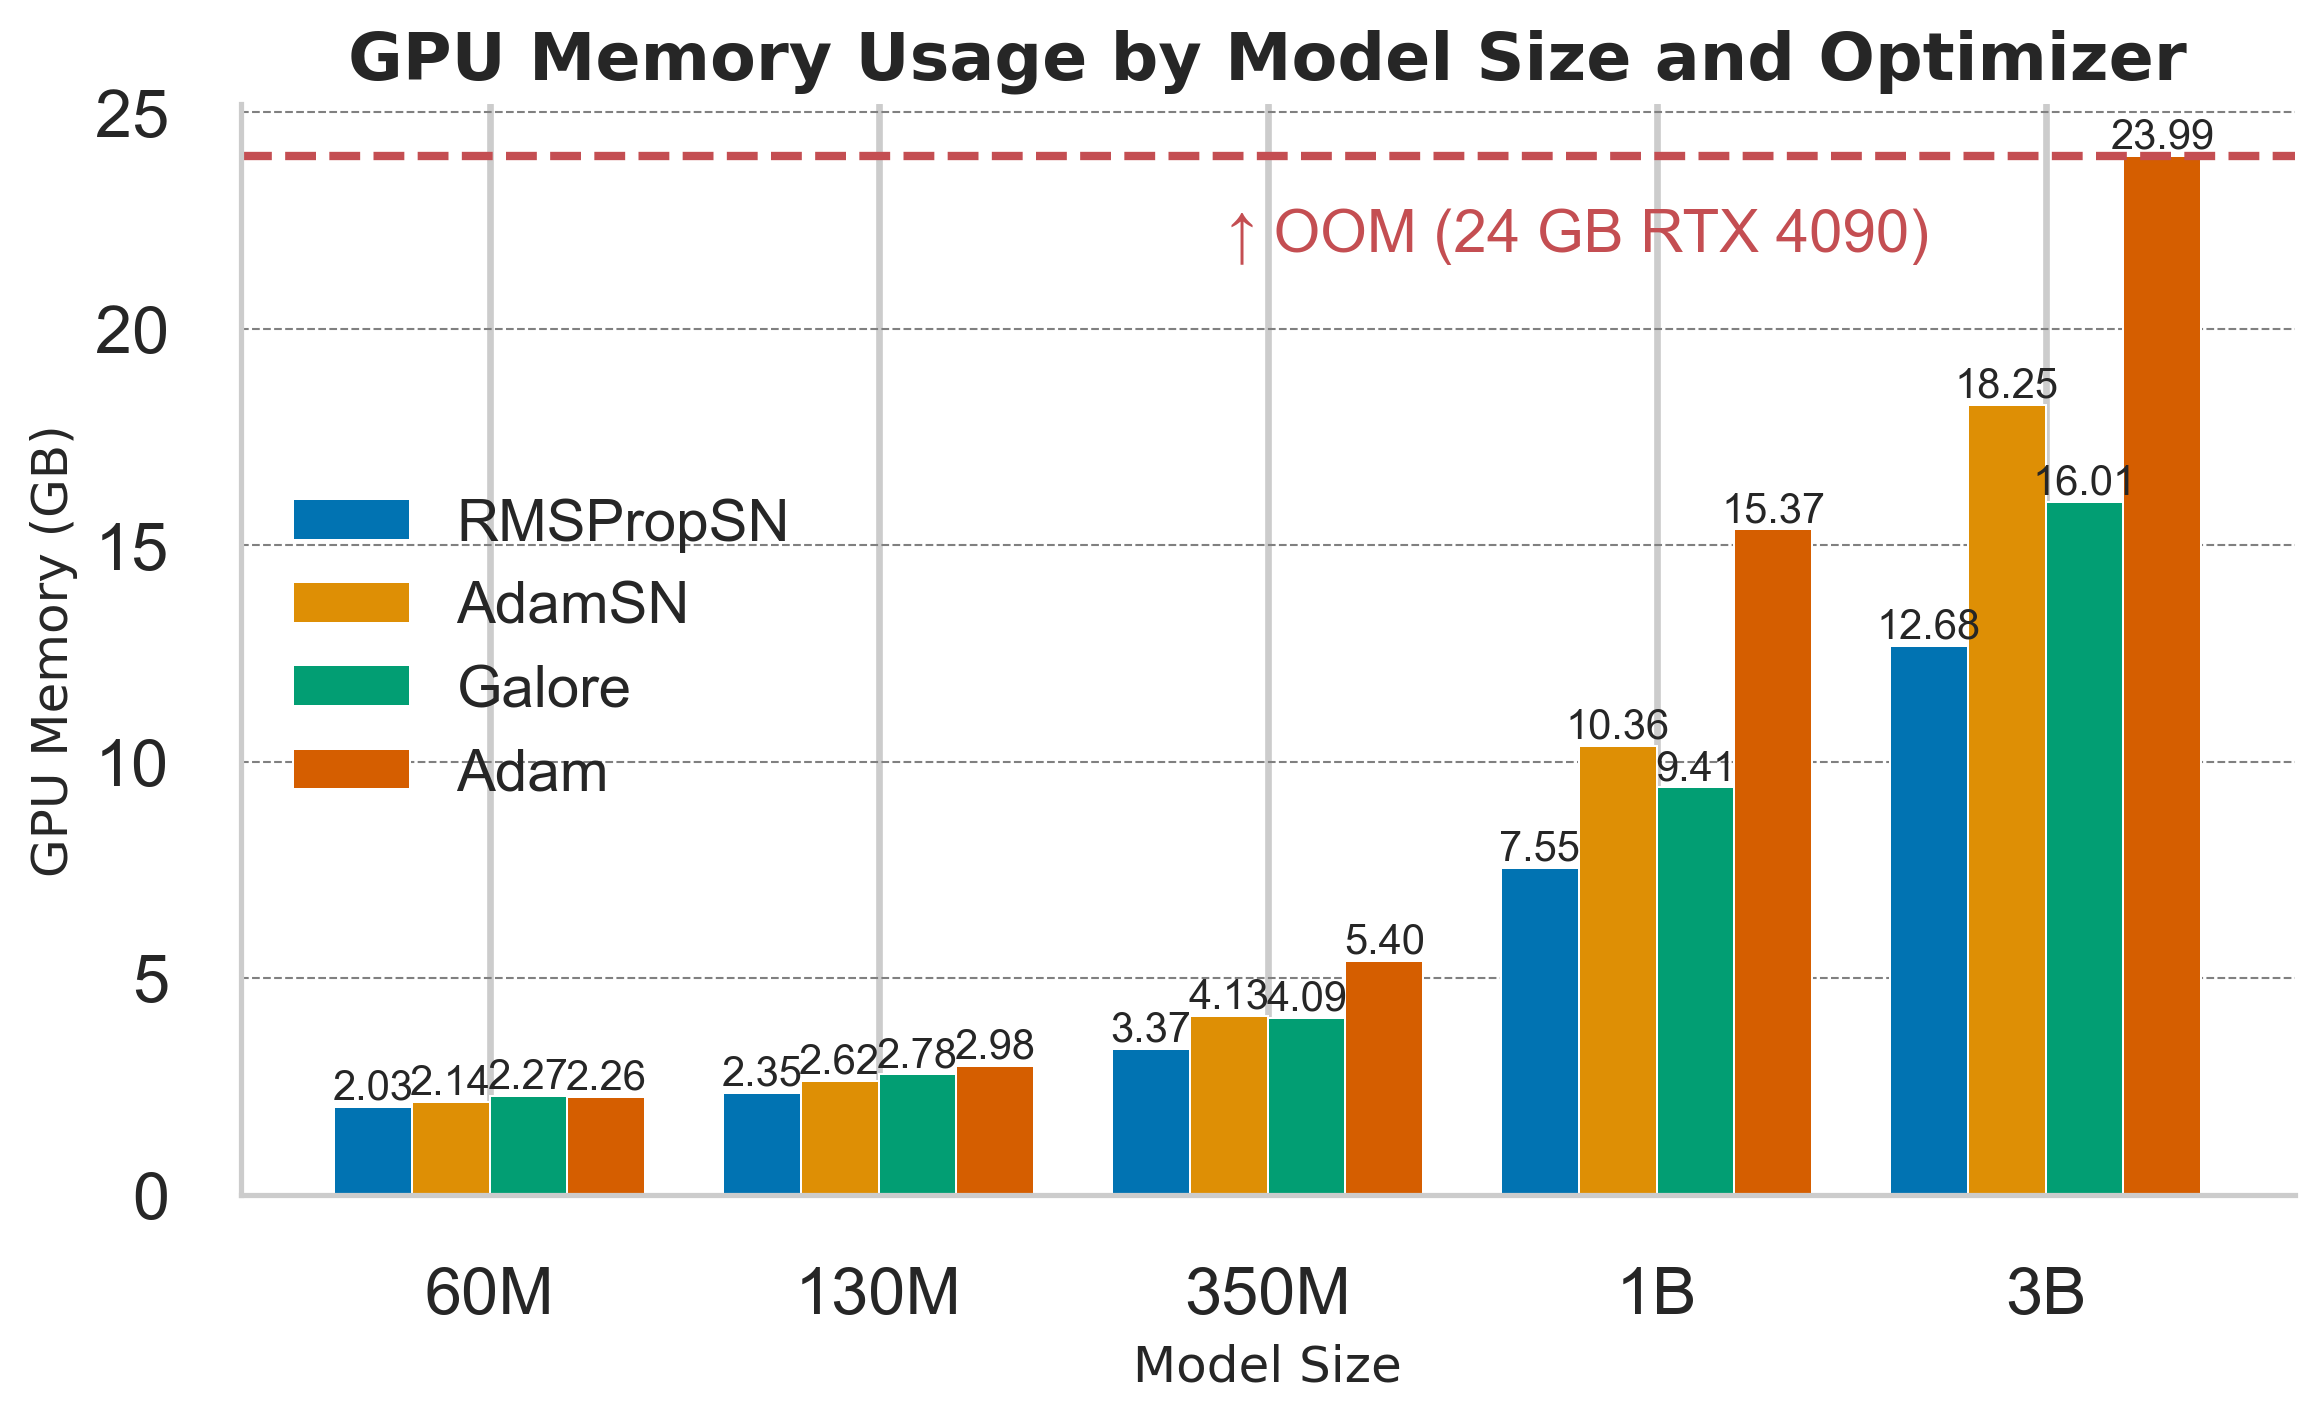 GPU Memory Usage by Model Size and Optimizer
GPU Memory (GB)
25
20
15
10
5
0
↑ OOM (24 GB RTX 4090)
RMSPropSN
AdamSN
Galore
Adam
2.03
2.14
2.27
2.26
2.35
2.62
2.78
2.98
3.37
4.13
4.09
5.40
7.55
10.36
9.41
15.37
12.68
18.25
16.01
23.99
60M
130M
350M
1B
3B
Model Size